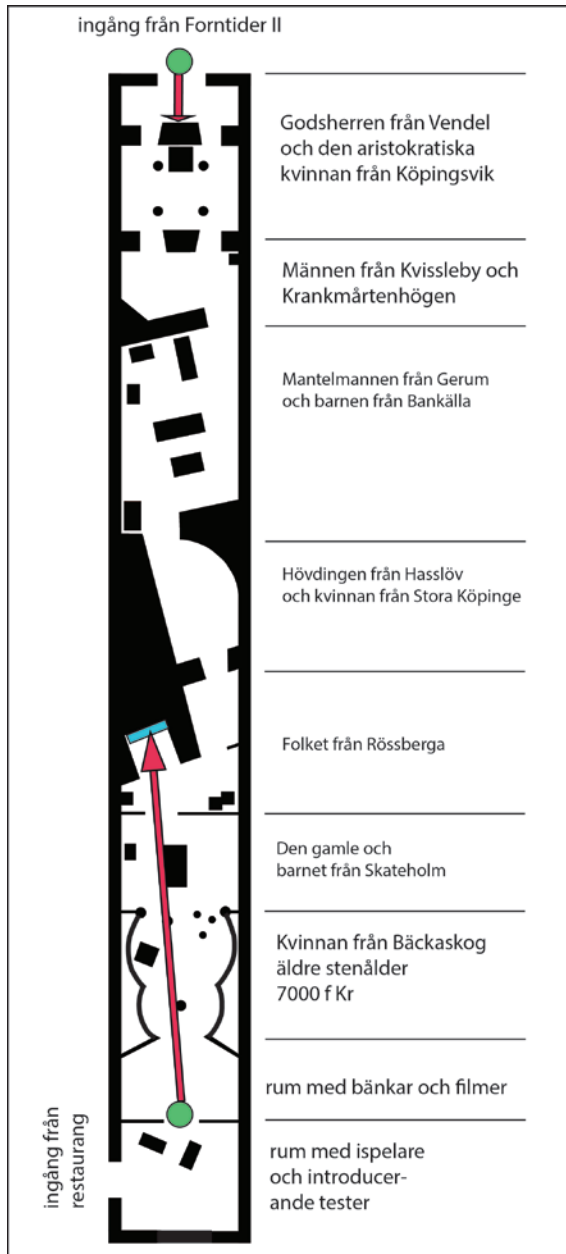 ingång från Forntider II
Godsherren från Vendel
och den aristokratiska
kvinnan från Köpingsvik
Männen från Kvissleby och
Krankmårtenhögen
Mantelmannen från Gerum
och barnen från Bankälla
Hövdingen från Hasslöv
och kvinnan från Stora Köpinge
Folket från Rössberga
Den gamle och
barnet från Skateholm
Kvinnan från Bäckaskog
äldre stenålder
7000 f Kr
rum med bänkar och filmer
ingång från
restaurang
rum med ispelare
och introducer-
ande tester